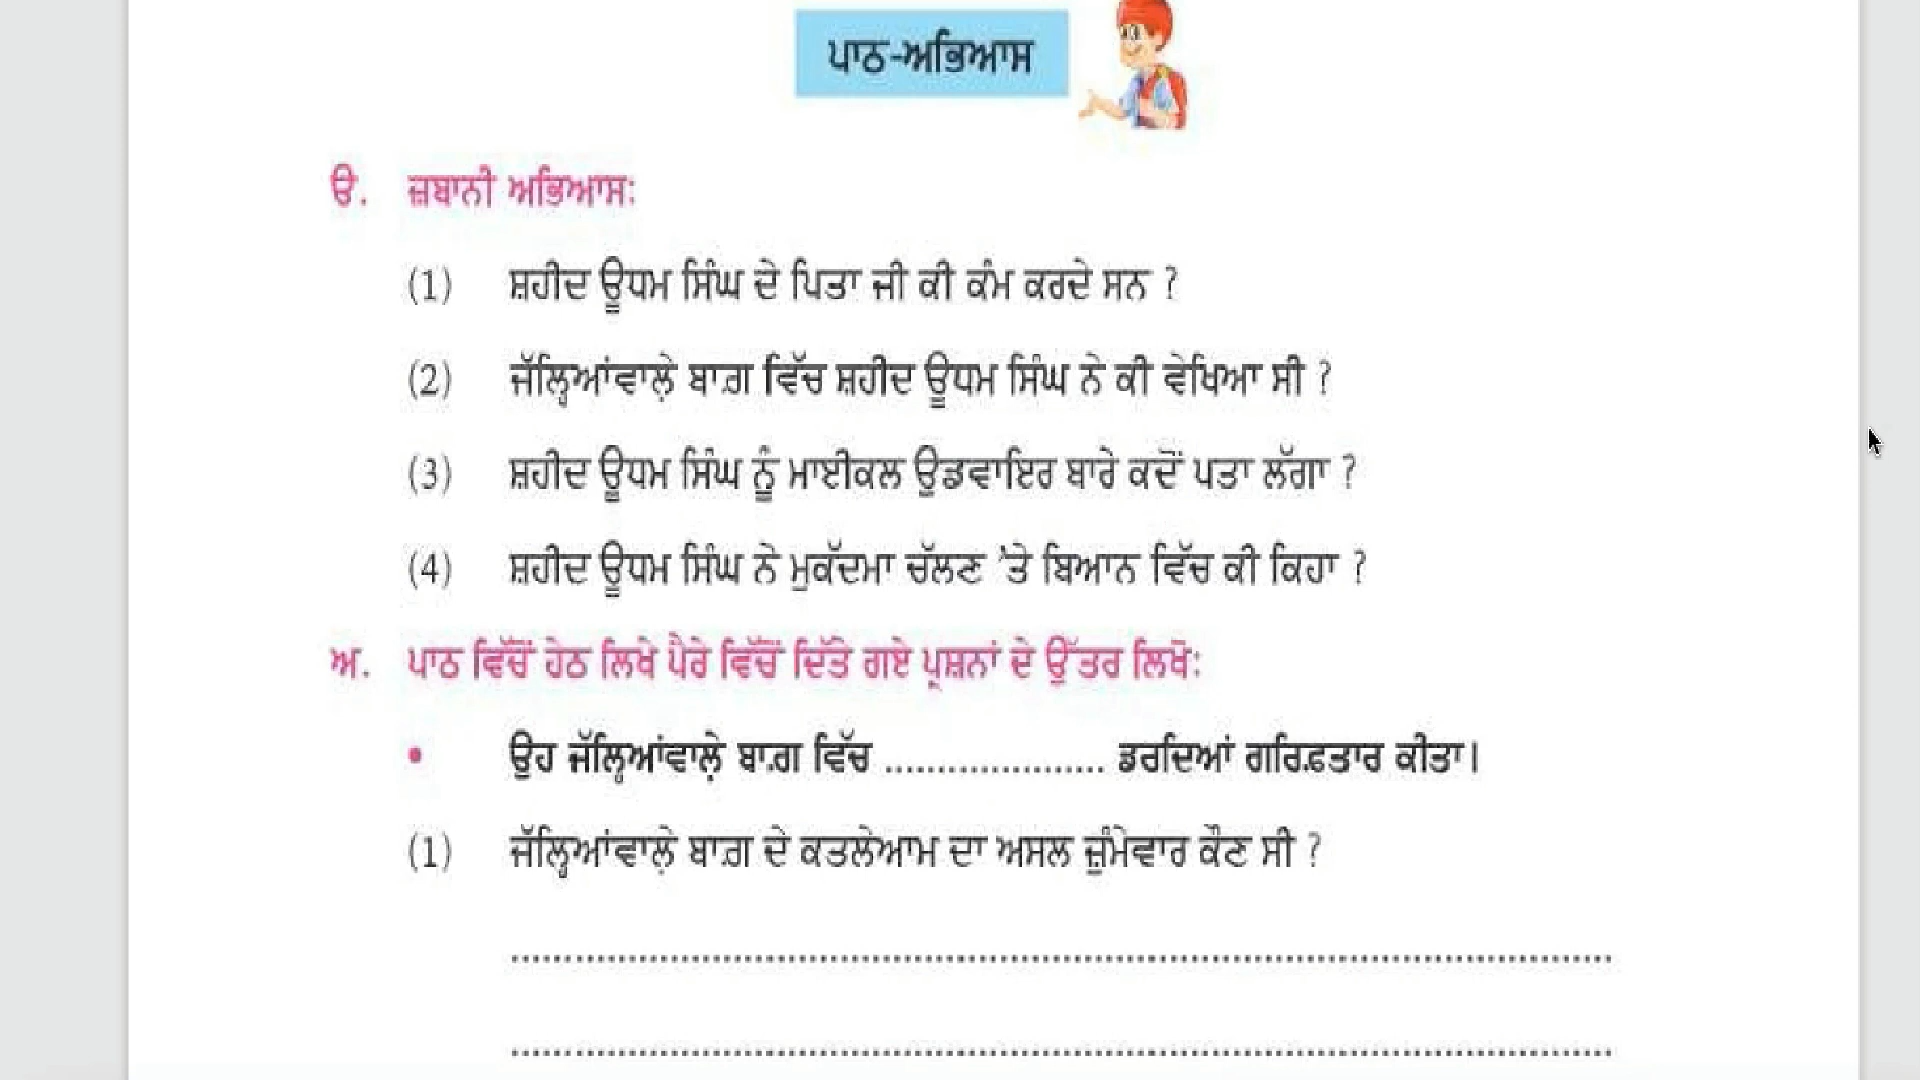 ਪਾਠ-ਅਭਿਆਸ
ੳ. ਜ਼ਬਾਨੀ ਅਭਿਆਸ:
(1) ਸ਼ਹੀਦ ਊਧਮ ਸਿੰਘ ਦੇ ਪਿਤਾ ਜੀ ਕੀ ਕੰਮ ਕਰਦੇ ਸਨ ?
(2) ਜੱਲ੍ਹਿਆਂਵਾਲ਼ੇ ਬਾਗ਼ ਵਿੱਚ ਸ਼ਹੀਦ ਊਧਮ ਸਿੰਘ ਨੇ ਕੀ ਵੇਖਿਆ ਸੀ ?
(3) ਸ਼ਹੀਦ ਊਧਮ ਸਿੰਘ ਨੂੰ ਮਾਈਕਲ ਉਡਵਾਇਰ ਬਾਰੇ ਕਦੋਂ ਪਤਾ ਲੱਗਾ ?
(4) ਸ਼ਹੀਦ ਊਧਮ ਸਿੰਘ ਨੇ ਮੁਕੱਦਮਾ ਚੱਲਣ 'ਤੇ ਬਿਆਨ ਵਿੱਚ ਕੀ ਕਿਹਾ ?
ਅ. ਪਾਠ ਵਿੱਚੋਂ ਹੇਠ ਲਿਖੇ ਪੈਰੇ ਵਿੱਚੋਂ ਦਿੱਤੇ ਗਏ ਪ੍ਰਸ਼ਨਾਂ ਦੇ ਉੱਤਰ ਲਿਖੋ:
• ਉਹ ਜੱਲ੍ਹਿਆਂਵਾਲ਼ੇ ਬਾਗ਼ ਵਿੱਚ ..................... ਡਰਦਿਆਂ ਗਰਿਫ਼ਤਾਰ ਕੀਤਾ।
(1) ਜੱਲ੍ਹਿਆਂਵਾਲ਼ੇ ਬਾਗ਼ ਦੇ ਕਤਲੇਆਮ ਦਾ ਅਸਲ ਜ਼ੁੰਮੇਵਾਰ ਕੌਣ ਸੀ ?